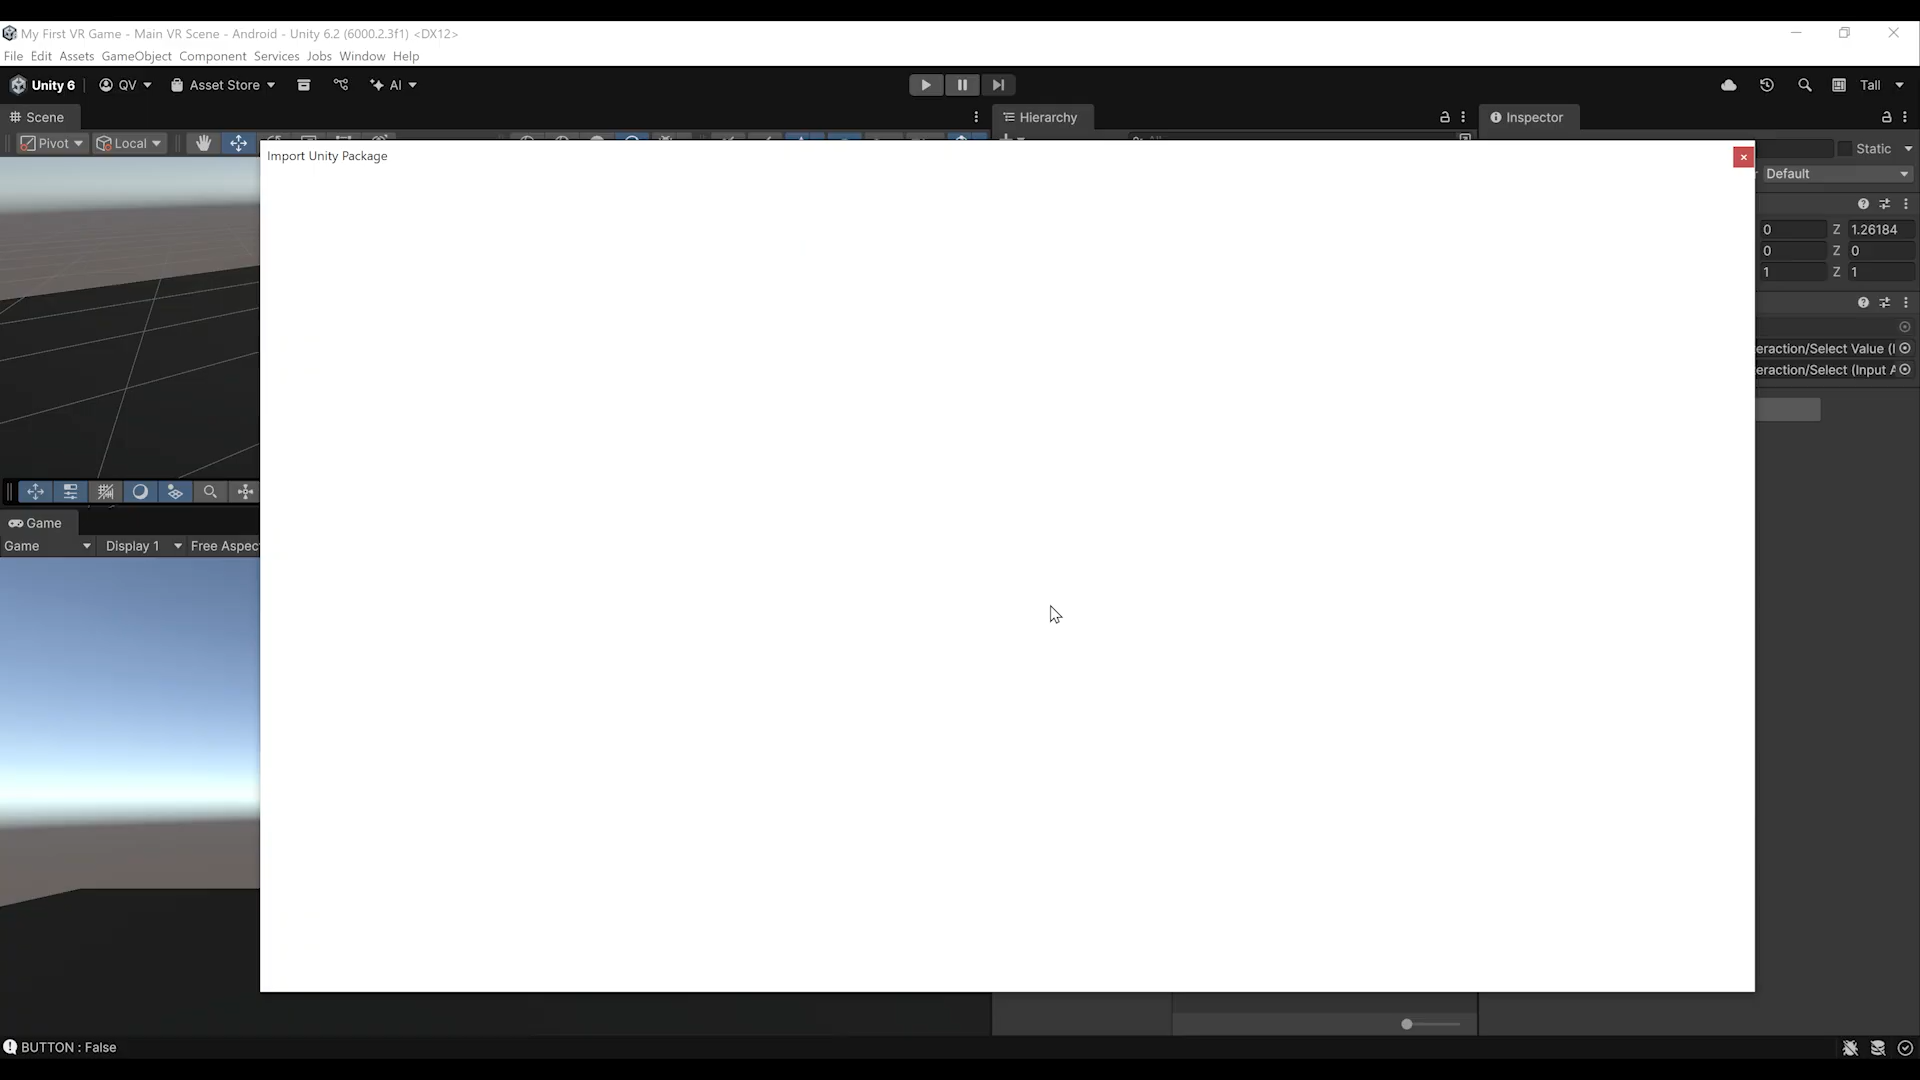 My First VR Game - Main VR Scene - Android - Unity 6.2 (6000.2.3f1) <DX12>
File Edit Assets GameObject Component Services Jobs Window Help
Unity 6 QV Asset Store AI Tall
Scene Hierarchy Inspector
Pivot Local
Import Unity Package
Static
Default
0 Z 1.26184
0 Z 0
1 Z 1
eraction/Select Value (I
eraction/Select (Input A
Game
Game Display 1 Free Aspec
BUTTON : False